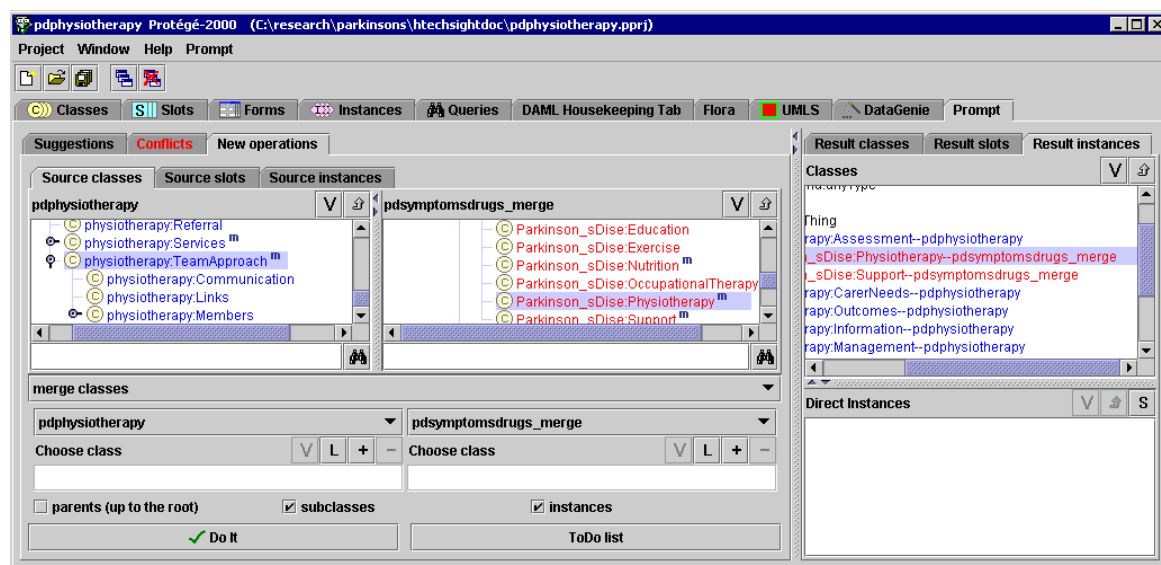 pdphysiotherapy Protégé-2000 (C:\research\parkinsons\htechsightdoc\pdphysiotherapy.pprj)
Project Window Help Prompt
C Classes S Slots Forms Instances Queries DAML Housekeeping Tab Flora UMLS DataGenie Prompt
Suggestions Conflicts New operations
Source classes Source slots Source instances
pdphysiotherapy V
C physiotherapy:Referral
C physiotherapy:Services m
C physiotherapy:TeamApproach m
C physiotherapy:Communication
C physiotherapy:Links
C physiotherapy:Members
pdsymptomsdrugs_merge V
C Parkinson_sDise:Education
C Parkinson_sDise:Exercise
C Parkinson_sDise:Nutrition m
C Parkinson_sDise:OccupationalTherapy
C Parkinson_sDise:Physiotherapy m
C Parkinson_sDise:Support m
merge classes
pdphysiotherapy
pdsymptomsdrugs_merge
Choose class V L + −
Choose class V L + −
parents (up to the root) subclasses instances
Do It
ToDo list
Result classes Result slots Result instances
Classes V
Thing
rapy:Assessment--pdphysiotherapy
_sDise:Physiotherapy--pdsymptomsdrugs_merge
_sDise:Support--pdsymptomsdrugs_merge
rapy:CarerNeeds--pdphysiotherapy
rapy:Outcomes--pdphysiotherapy
rapy:Information--pdphysiotherapy
rapy:Management--pdphysiotherapy
Direct Instances V S